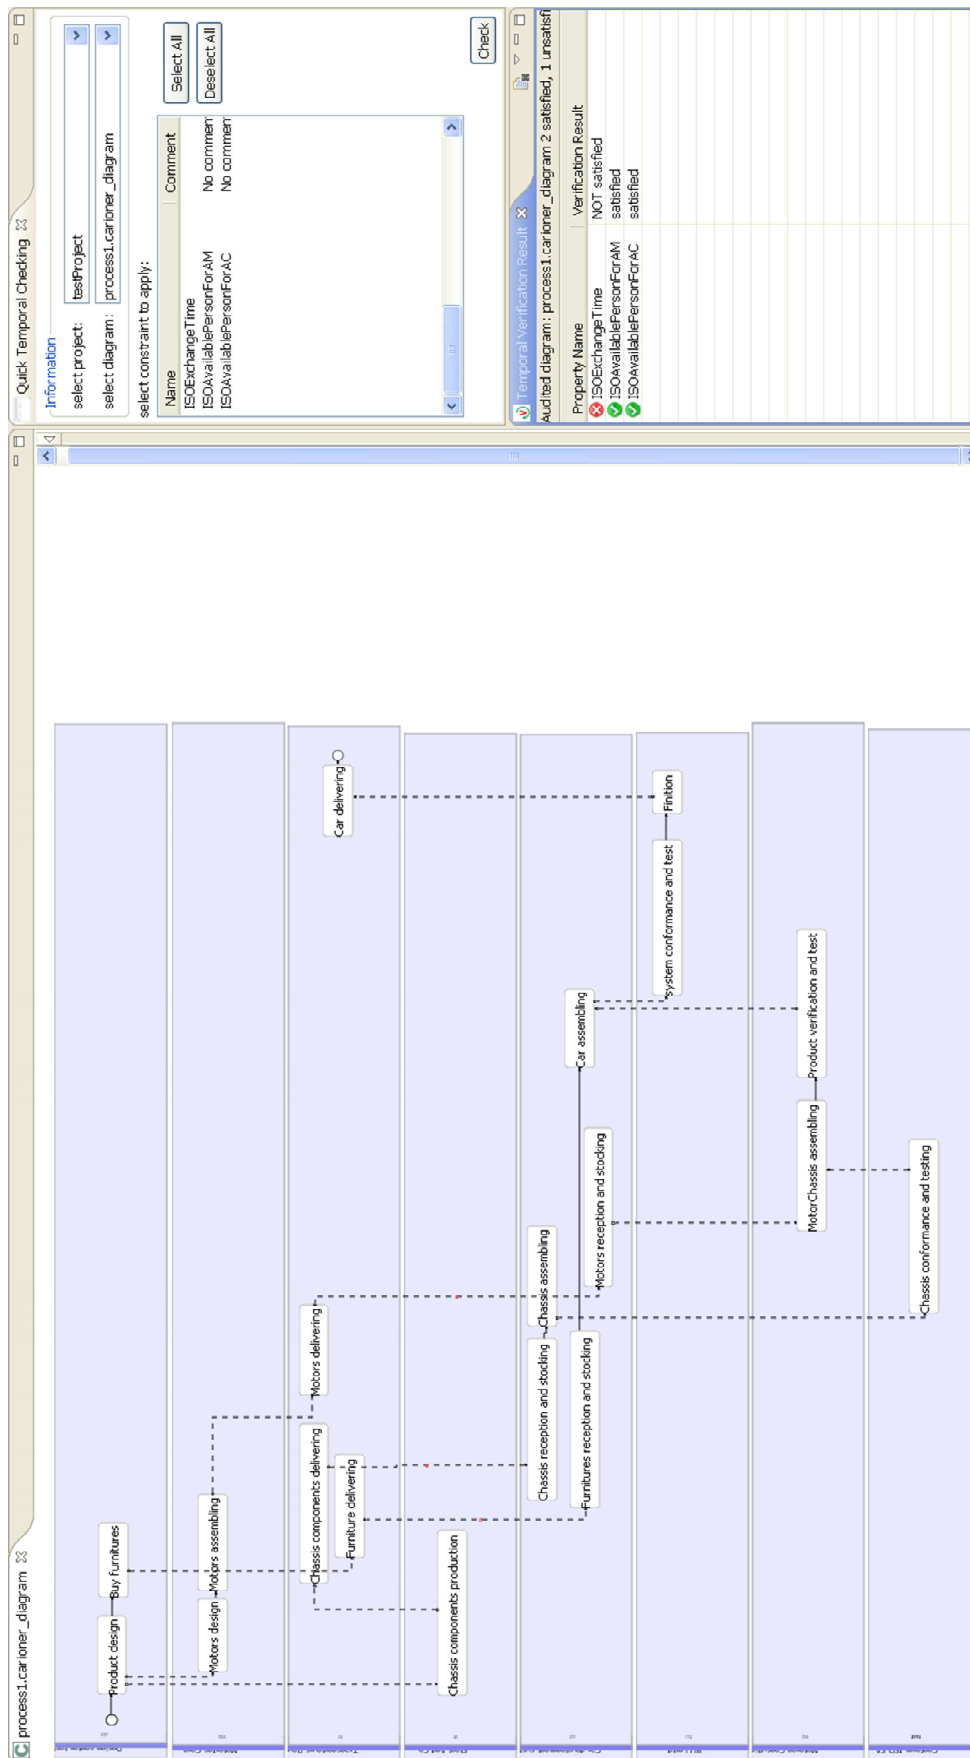 process1.carioner_diagram
Product design
Buy furnitures
Motors design
Motors assembling
Chassis components delivering
Furniture delivering
Motors delivering
Car delivering
Chassis components production
Chassis reception and stocking
Chassis assembling
Furnitures reception and stocking
Motors reception and stocking
Car assembling
system conformance and test
Finition
MotorChassis assembling
Product verification and test
Chassis conformance and testing
Quick Temporal Checking
Information
select project: testProject
select diagram: process1.carioner_diagram
select constraint to apply:
Name Comment
ISOExchangeTime
ISOAvailablePersonForAM No commen
ISOAvailablePersonForAC No commen
Select All
Deselect All
Check
Temporal Verification Result
Audited diagram: process1.carioner_diagram 2 satisfied, 1 unsatisfi
Property Name Verification Result
ISOExchangeTime NOT satisfied
ISOAvailablePersonForAM satisfied
ISOAvailablePersonForAC satisfied